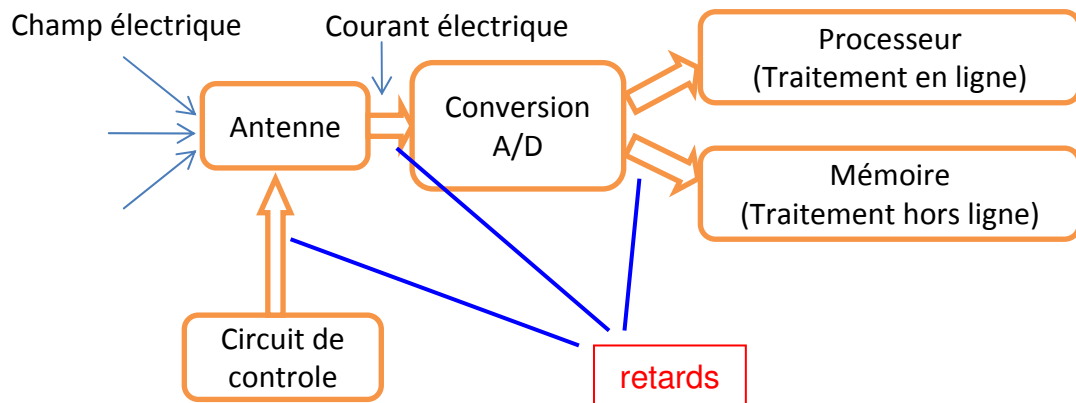 Champ électrique
Courant électrique
Processeur
(Traitement en ligne)
Antenne
Conversion
A/D
Mémoire
(Traitement hors ligne)
Circuit de
controle
retards